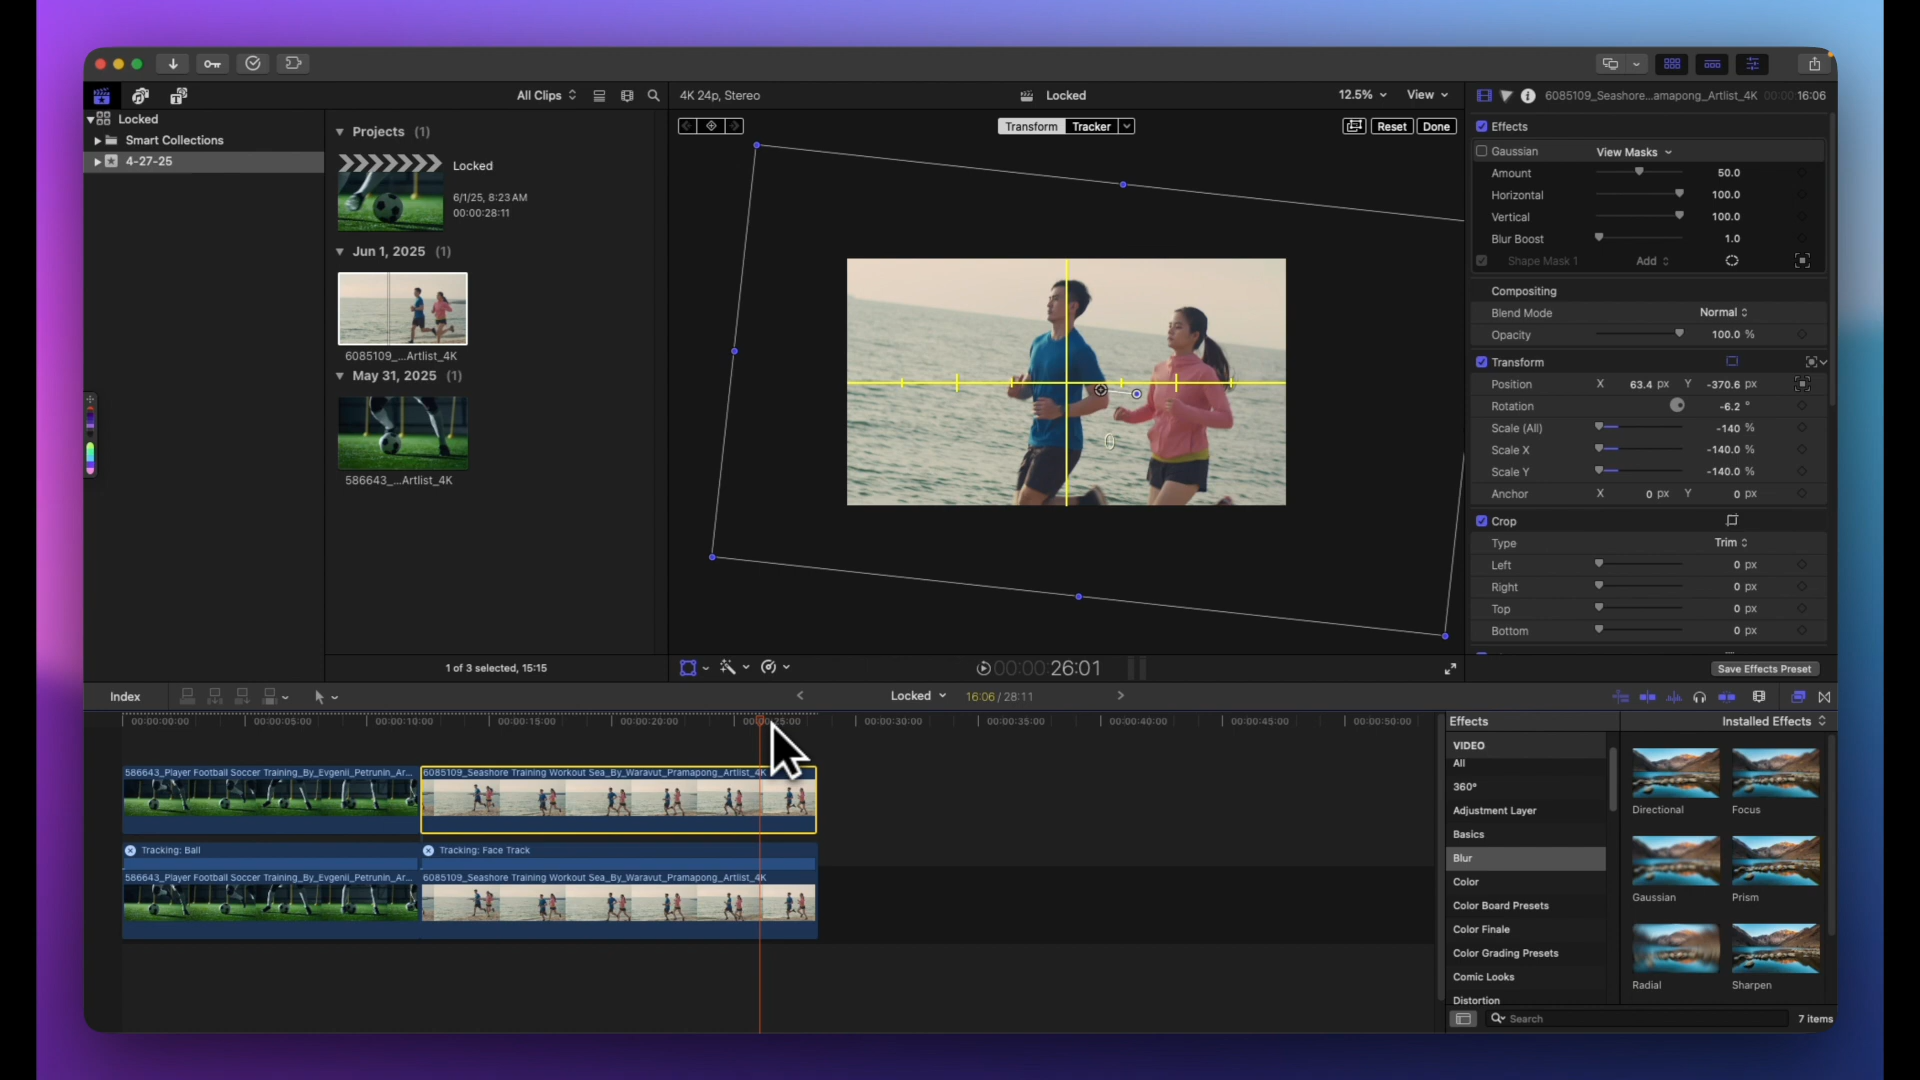 All Clips
4K 24p, Stereo
Locked
12.5%
View
6085109_Seashore...amapong_Artlist_4K
00:00:16:06
Locked
Smart Collections
4-27-25
Projects (1)
Locked
6/1/25, 8:23 AM
00:00:28:11
Jun 1, 2025 (1)
6085109_...Artlist_4K
May 31, 2025 (1)
586643_...Artlist_4K
1 of 3 selected, 15:15
Transform
Tracker
Reset
Done
00:00:26:01
Effects
Gaussian
View Masks
Amount 50.0
Horizontal 100.0
Vertical 100.0
Blur Boost 1.0
Shape Mask 1 Add
Compositing
Blend Mode Normal
Opacity 100.0 %
Transform
Position X 63.4 px Y -370.6 px
Rotation -6.2 °
Scale (All) -140 %
Scale X -140.0 %
Scale Y -140.0 %
Anchor X 0 px Y 0 px
Crop
Type Trim
Left 0 px
Right 0 px
Top 0 px
Bottom 0 px
Save Effects Preset
Index
Locked
16:06 / 28:11
00:00:00:00 00:00:05:00 00:00:10:00 00:00:15:00 00:00:20:00 00:00:25:00 00:00:30:00 00:00:35:00 00:00:40:00 00:00:45:00 00:00:50:00
586643_Player Football Soccer Training_By_Evgenii_Petrunin_Ar...
6085109_Seashore Training Workout Sea_By_Waravut_Pramapong_Artlist_4K
Tracking: Ball
Tracking: Face Track
586643_Player Football Soccer Training_By_Evgenii_Petrunin_Ar...
6085109_Seashore Training Workout Sea_By_Waravut_Pramapong_Artlist_4K
Effects
Installed Effects
VIDEO
All
360°
Adjustment Layer
Basics
Blur
Color
Color Board Presets
Color Finale
Color Grading Presets
Comic Looks
Distortion
Directional
Focus
Gaussian
Prism
Radial
Sharpen
Search
7 items